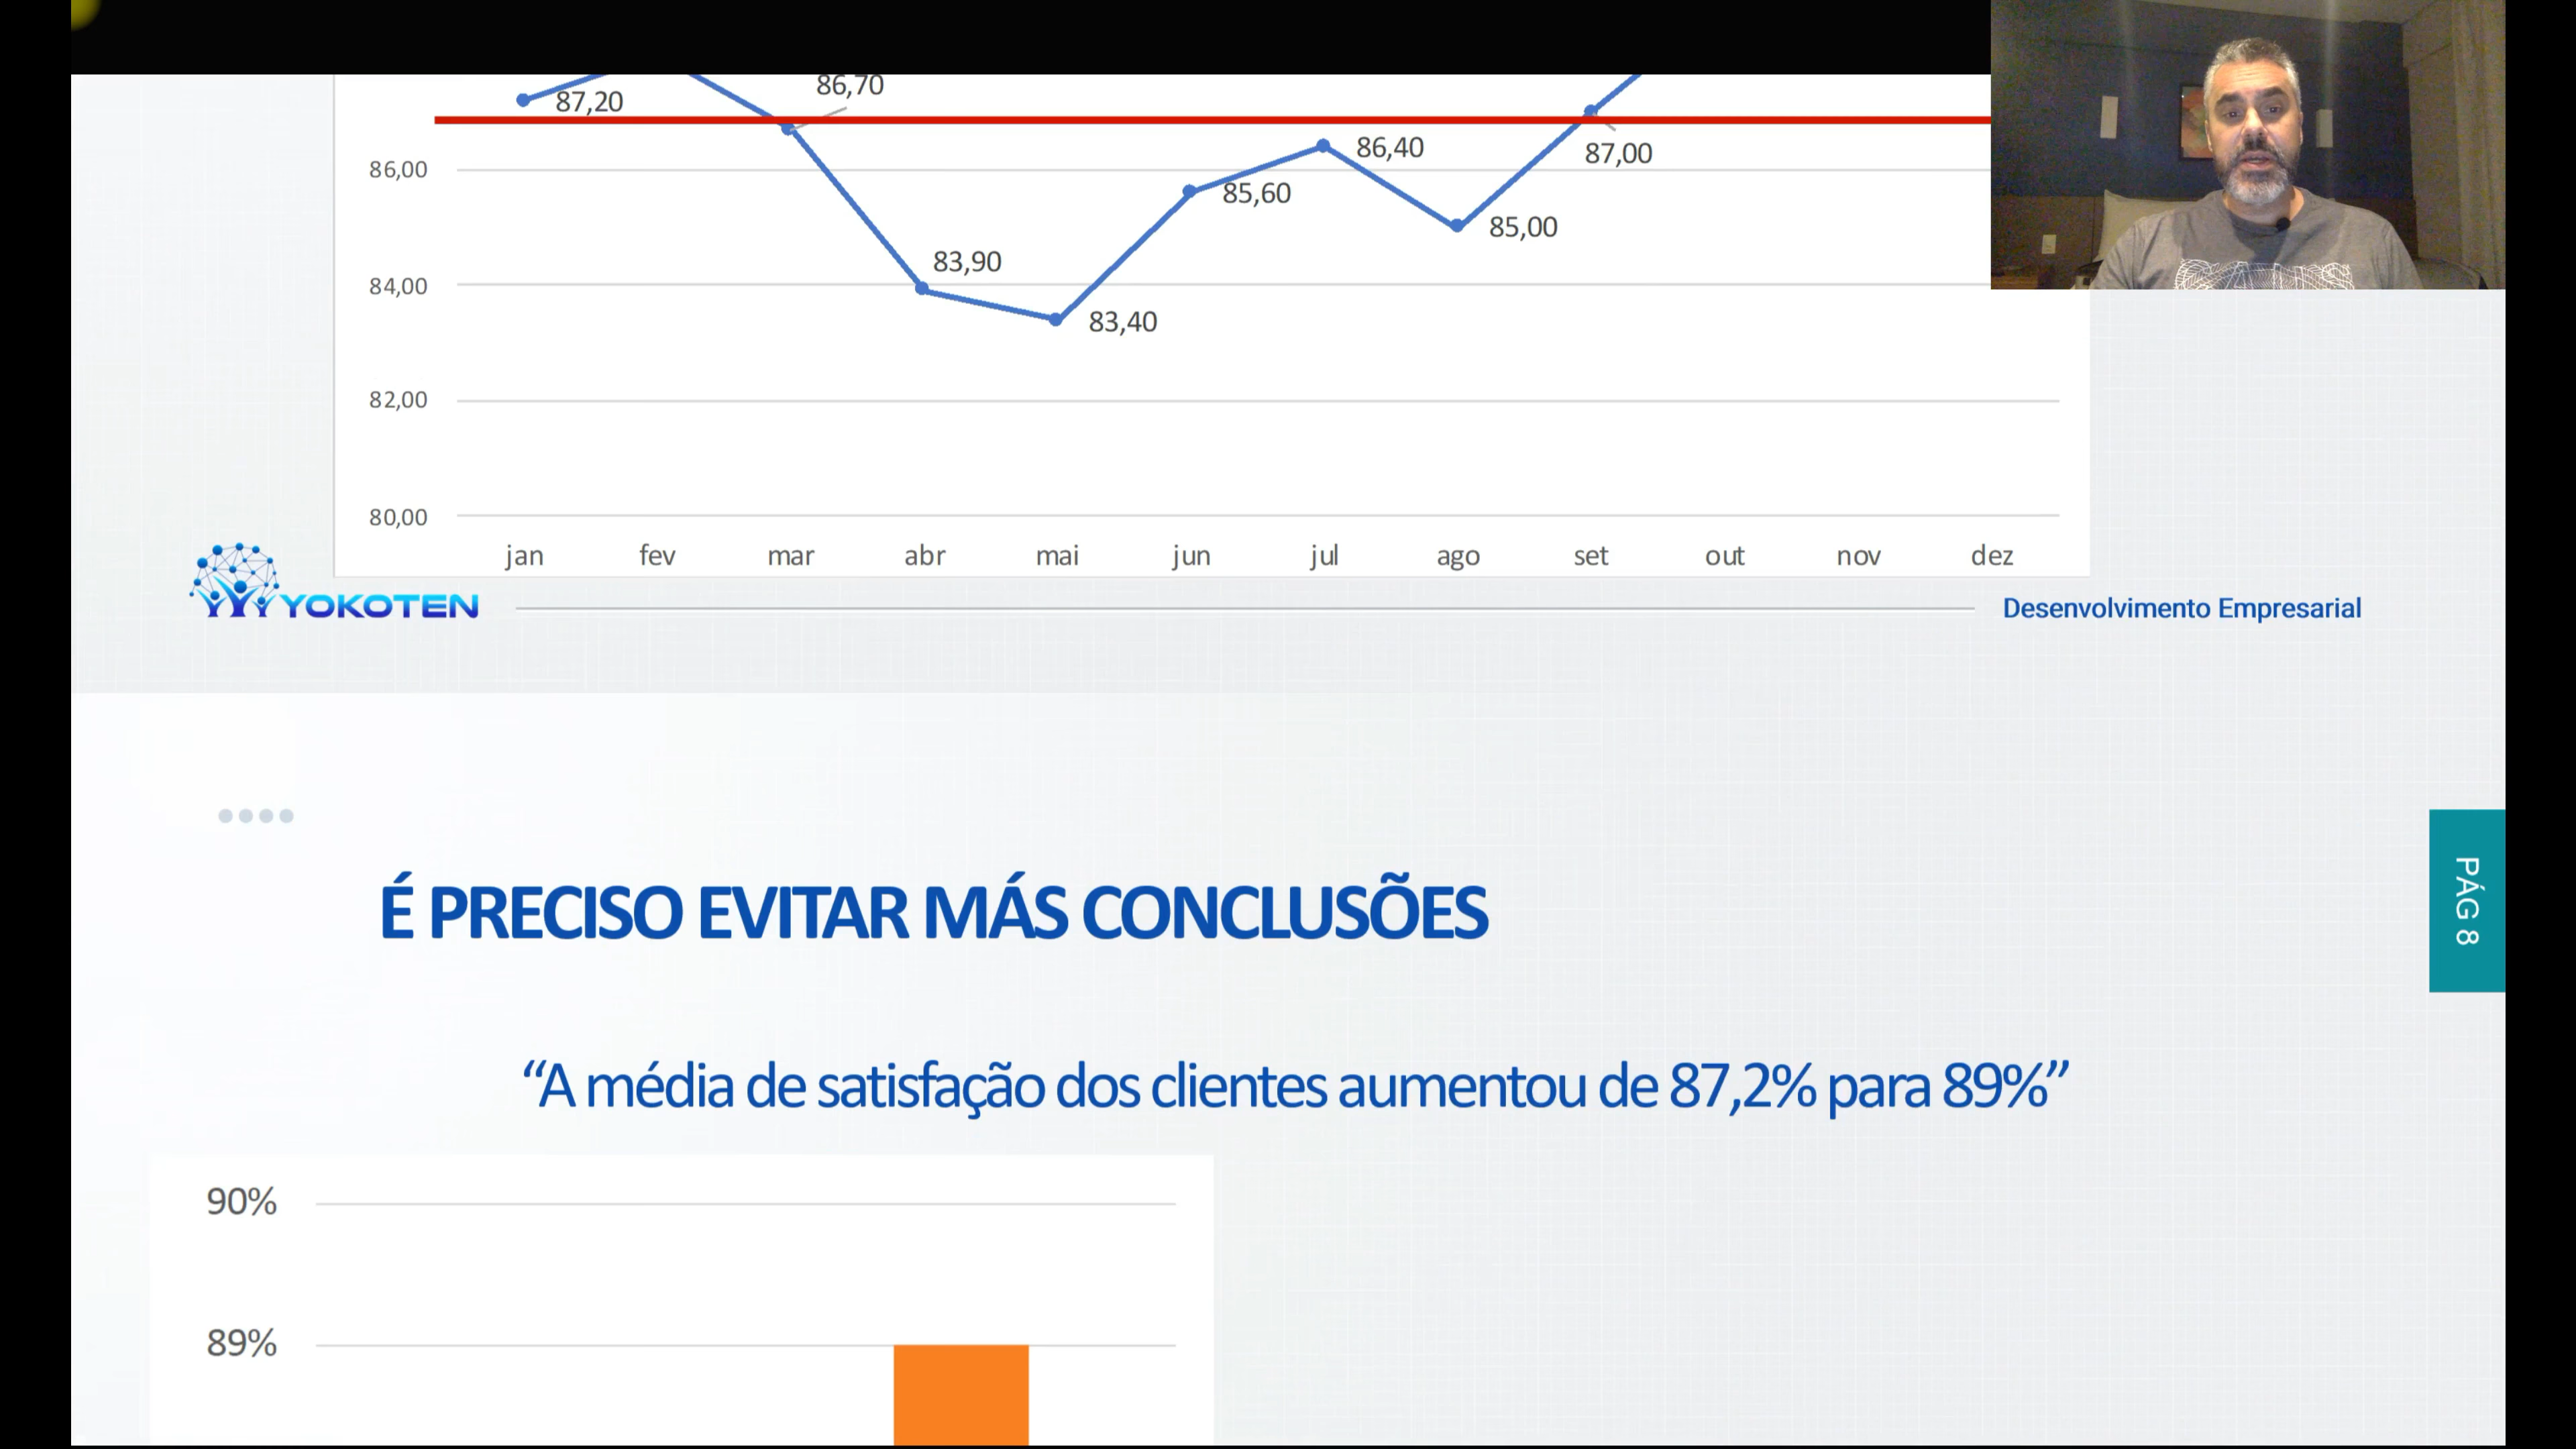 86,70
87,20
86,40
87,00
86,00
85,60
85,00
83,90
84,00
83,40
82,00
80,00
jan fev mar abr mai jun jul ago set out nov dez
YOKOTEN
Desenvolvimento Empresarial
PÁG 8
É PRECISO EVITAR MÁS CONCLUSÕES
“A média de satisfação dos clientes aumentou de 87,2% para 89%”
90%
89%